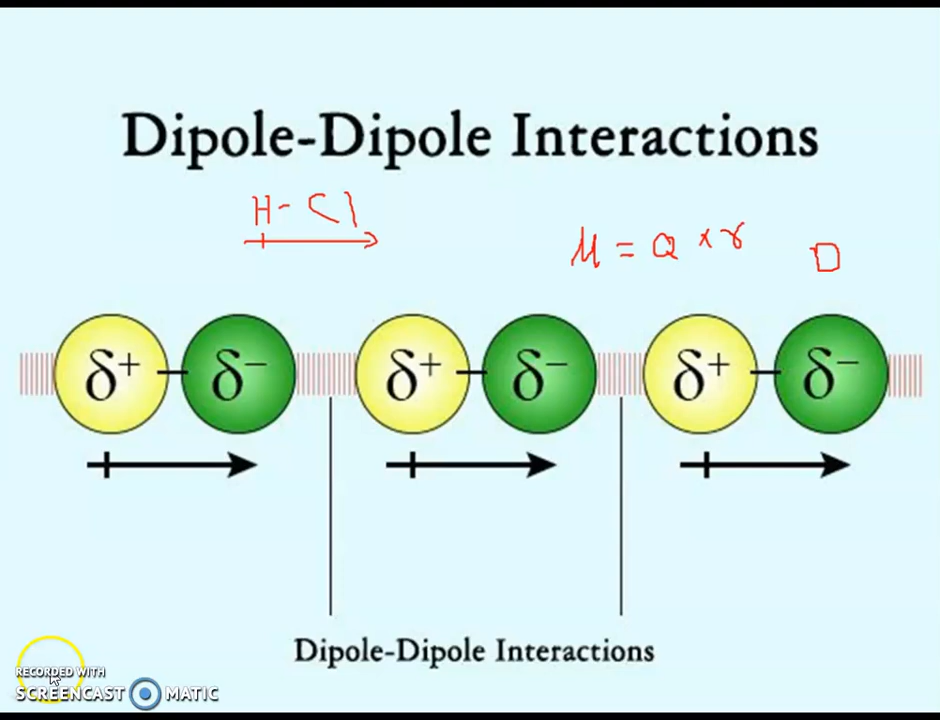 Dipole-Dipole Interactions
H- Cl
μ = Q × r D
δ+ δ− δ+ δ− δ+ δ−
Dipole-Dipole Interactions
RECORDED WITH
SCREENCAST MATIC